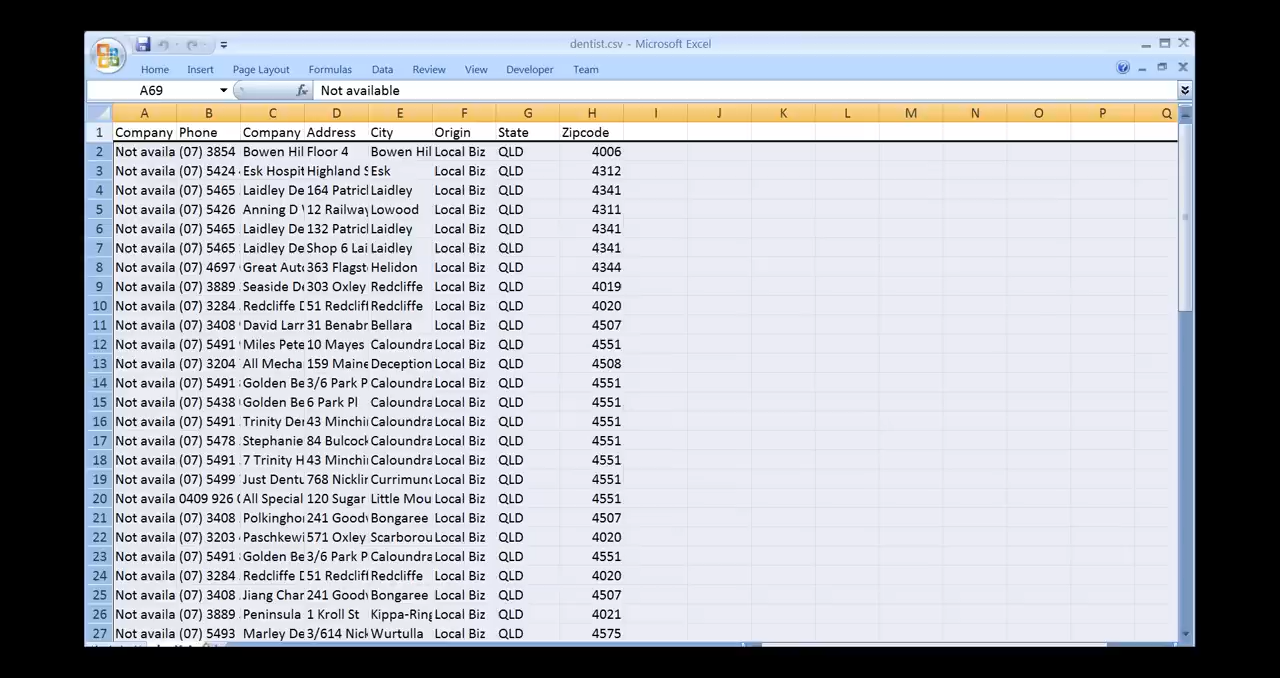 dentist.csv - Microsoft Excel
Home Insert Page Layout Formulas Data Review View Developer Team
A69 fx Not available
A B C D E F G H I J K L M N O P Q
1 Company Phone Company Address City Origin State Zipcode
2 Not availa (07) 3854 Bowen Hil Floor 4 Bowen Hil Local Biz QLD 4006
3 Not availa (07) 5424 Esk Hospit Highland S Esk Local Biz QLD 4312
4 Not availa (07) 5465 Laidley De 164 Patric Laidley Local Biz QLD 4341
5 Not availa (07) 5426 Anning D W 12 Railway Lowood Local Biz QLD 4311
6 Not availa (07) 5465 Laidley De 132 Patric Laidley Local Biz QLD 4341
7 Not availa (07) 5465 Laidley De Shop 6 Lai Laidley Local Biz QLD 4341
8 Not availa (07) 4697 Great Auto 363 Flagst Helidon Local Biz QLD 4344
9 Not availa (07) 3889 Seaside De 303 Oxley Redcliffe Local Biz QLD 4019
10 Not availa (07) 3284 Redcliffe D 51 Redclif Redcliffe Local Biz QLD 4020
11 Not availa (07) 3408 David Larr 31 Benabr Bellara Local Biz QLD 4507
12 Not availa (07) 5491 Miles Pete 10 Mayes Caloundra Local Biz QLD 4551
13 Not availa (07) 3204 All Mecha 159 Maine Deception Local Biz QLD 4508
14 Not availa (07) 5491 Golden Be 3/6 Park P Caloundra Local Biz QLD 4551
15 Not availa (07) 5438 Golden Be 6 Park Pl Caloundra Local Biz QLD 4551
16 Not availa (07) 5491 Trinity Der 43 Minchi Caloundra Local Biz QLD 4551
17 Not availa (07) 5478 Stephanie 84 Bulcock Caloundra Local Biz QLD 4551
18 Not availa (07) 5491 7 Trinity H 43 Minchi Caloundra Local Biz QLD 4551
19 Not availa (07) 5499 Just Dentu 768 Nicklin Currimund Local Biz QLD 4551
20 Not availa 0409 926 All Special 120 Sugar Little Mou Local Biz QLD 4551
21 Not availa (07) 3408 Polkinghor 241 Goodw Bongaree Local Biz QLD 4507
22 Not availa (07) 3203 Paschkewi 571 Oxley Scarborou Local Biz QLD 4020
23 Not availa (07) 5491 Golden Be 3/6 Park P Caloundra Local Biz QLD 4551
24 Not availa (07) 3284 Redcliffe D 51 Redclif Redcliffe Local Biz QLD 4020
25 Not availa (07) 3408 Jiang Char 241 Goodw Bongaree Local Biz QLD 4507
26 Not availa (07) 3889 Peninsula 1 Kroll St Kippa-Ring Local Biz QLD 4021
27 Not availa (07) 5493 Marley De 3/614 Nick Wurtulla Local Biz QLD 4575